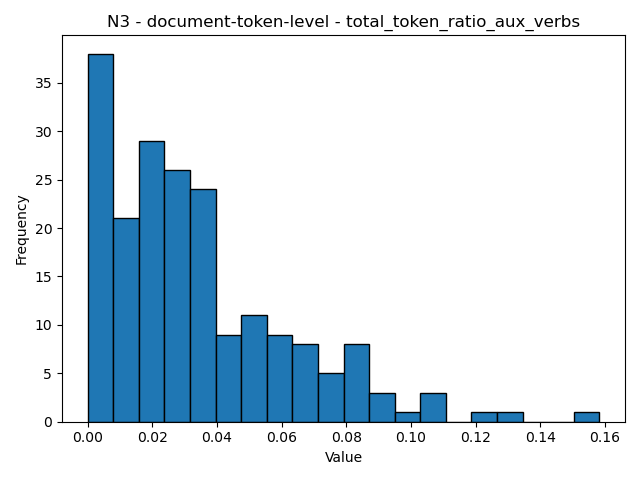 N3 - document-token-level - total_token_ratio_aux_verbs
Frequency
35
30
25
20
15
10
5
0
0.00 0.02 0.04 0.06 0.08 0.10 0.12 0.14 0.16
Value